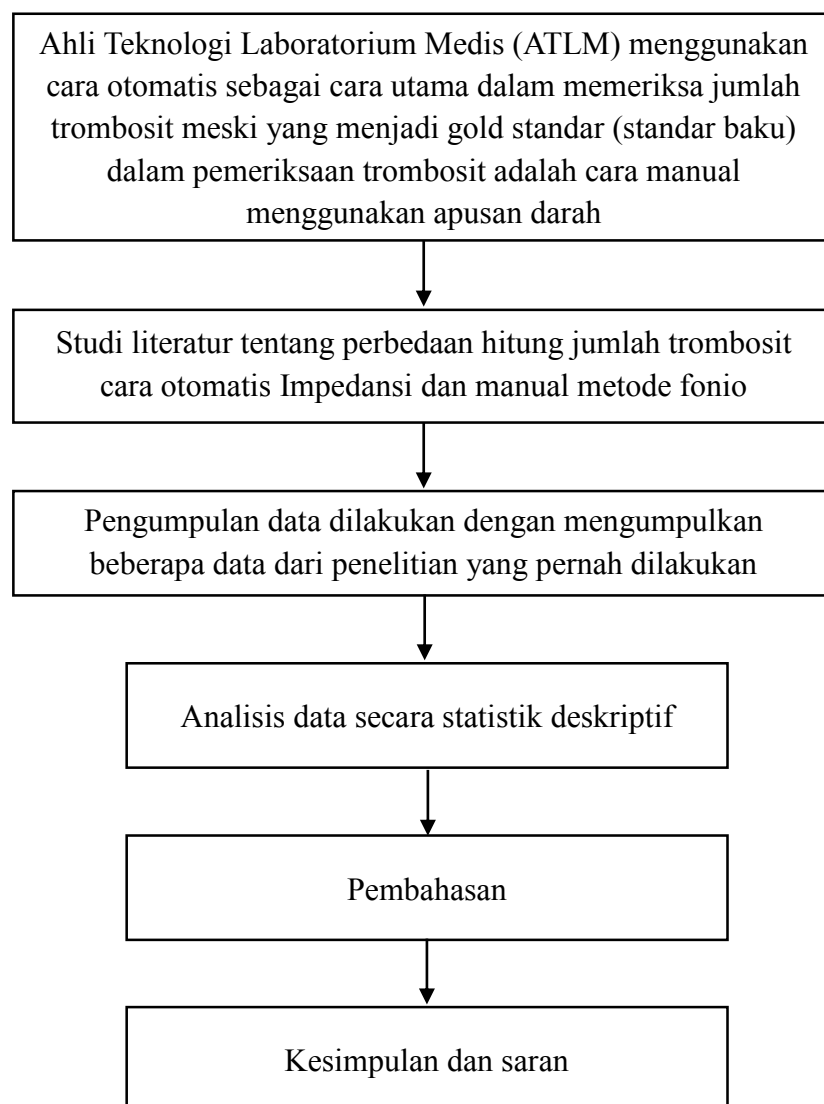 Ahli Teknologi Laboratorium Medis (ATLM) menggunakan
cara otomatis sebagai cara utama dalam memeriksa jumlah
trombosit meski yang menjadi gold standar (standar baku)
dalam pemeriksaan trombosit adalah cara manual
menggunakan apusan darah
Studi literatur tentang perbedaan hitung jumlah trombosit
cara otomatis Impedansi dan manual metode fonio
Pengumpulan data dilakukan dengan mengumpulkan
beberapa data dari penelitian yang pernah dilakukan
Analisis data secara statistik deskriptif
Pembahasan
Kesimpulan dan saran